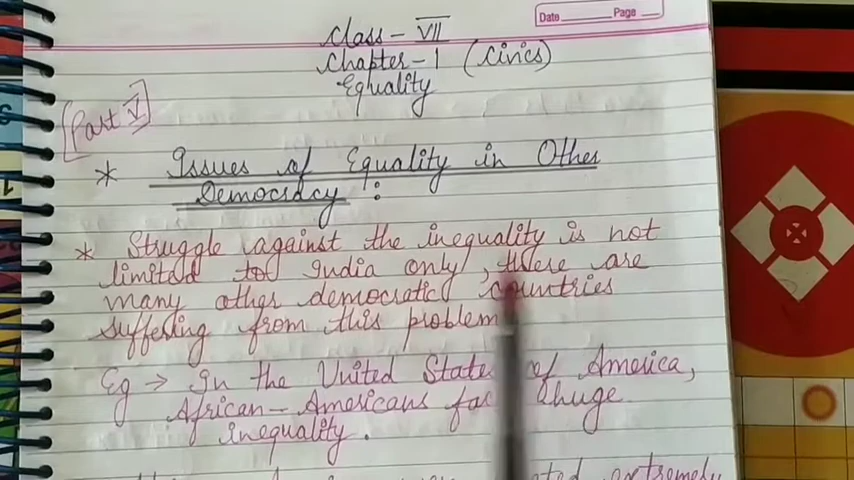 Date Page
Class - VII
Chapter - 1 (Civics)
Equality
[Part V]
* Issues of Equality in Other
Democracy :
* Struggle against the inequality is not
limited to India only, there are
many other democratic countries
suffering from this problem
Eg → In the United States of America,
African - Americans face huge
inequality.
extremely